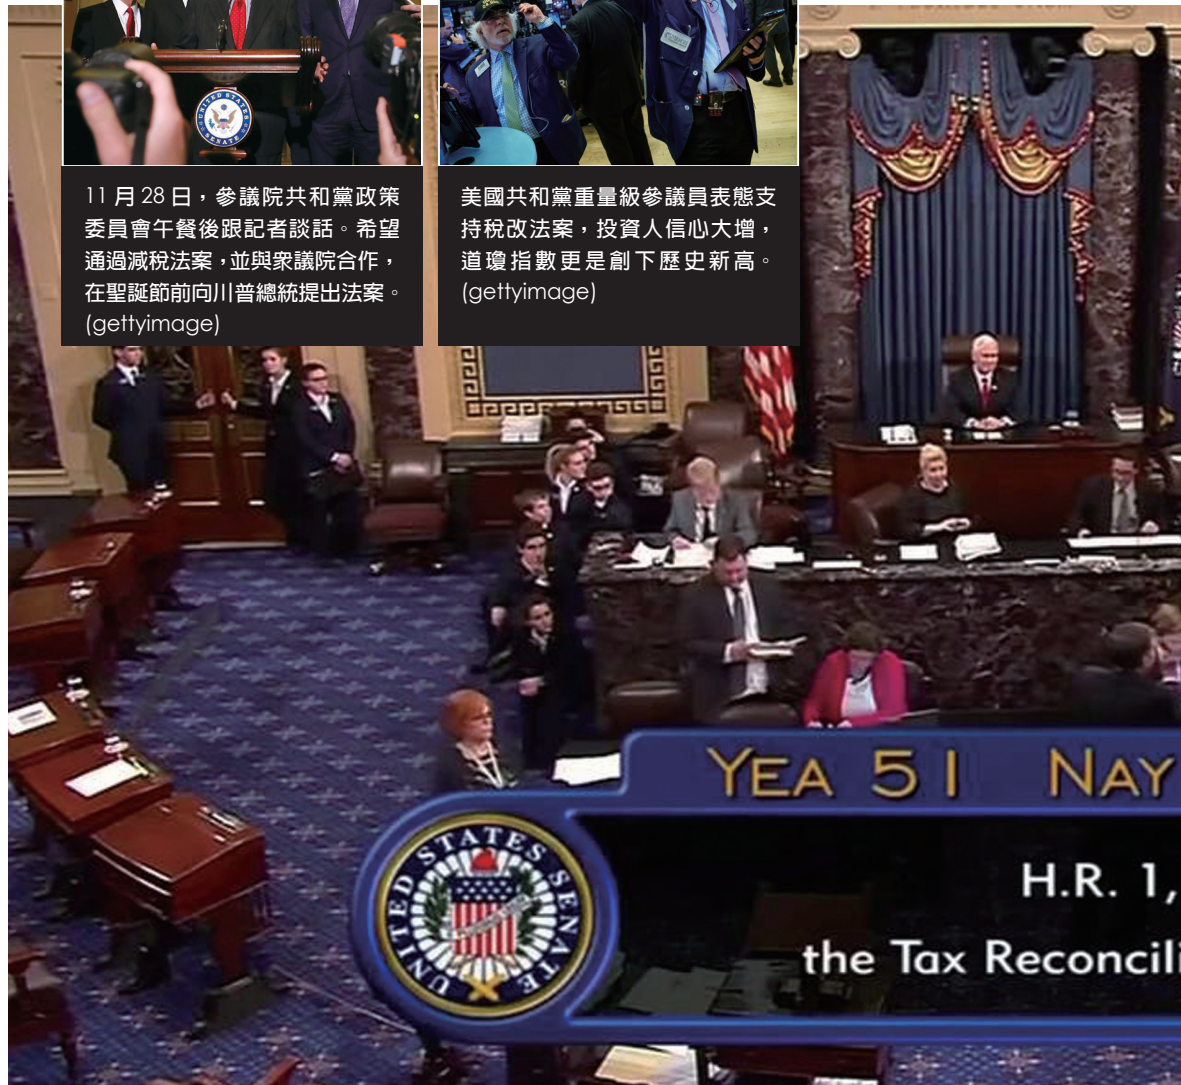 UNITED STATES
SENATE
11 月 28 日，參議院共和黨政策
委員會午餐後跟記者談話。希望
通過減稅法案，並與眾議院合作，
在聖誕節前向川普總統提出法案。
(gettyimage)
美國共和黨重量級參議員表態支
持稅改法案，投資人信心大增，
道瓊指數更是創下歷史新高。
(gettyimage)
YEA 51 NAY
H.R. 1,
the Tax Reconcili
UNITED STATES SENATE